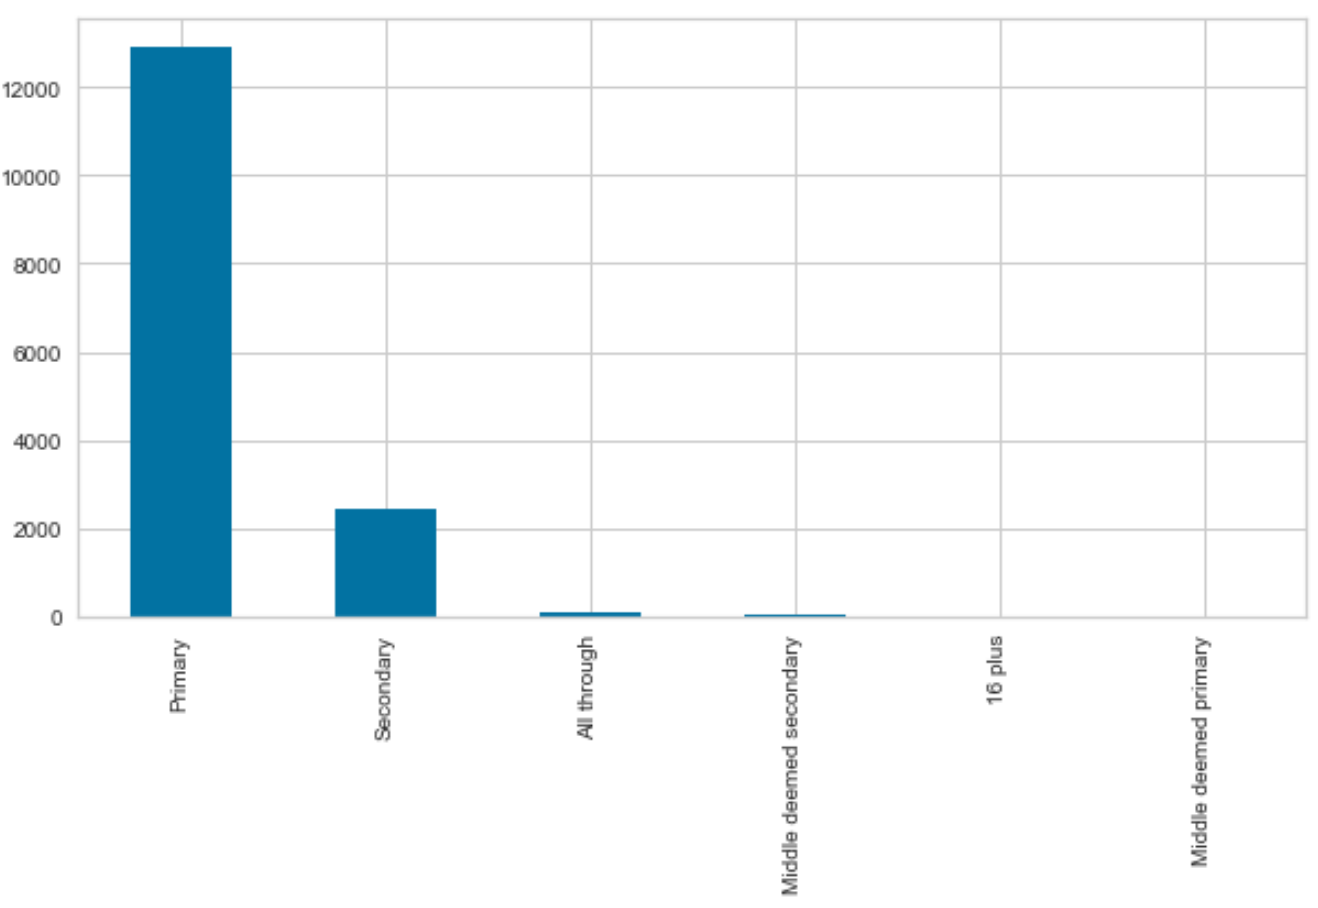 12000
10000
8000
6000
4000
2000
0
Primary
Secondary
All through
Middle deemed secondary
16 plus
Middle deemed primary